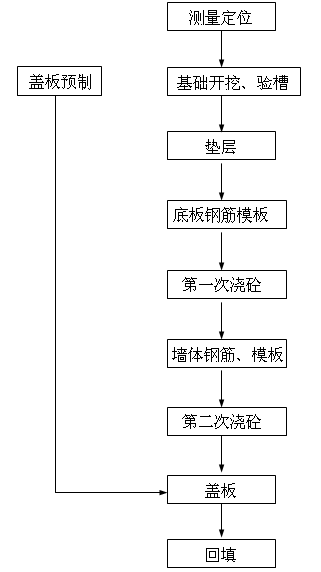 测量定位
盖板预制
基础开挖、验槽
垫层
底板钢筋模板
第一次浇砼
墙体钢筋、模板
第二次浇砼
盖板
回填